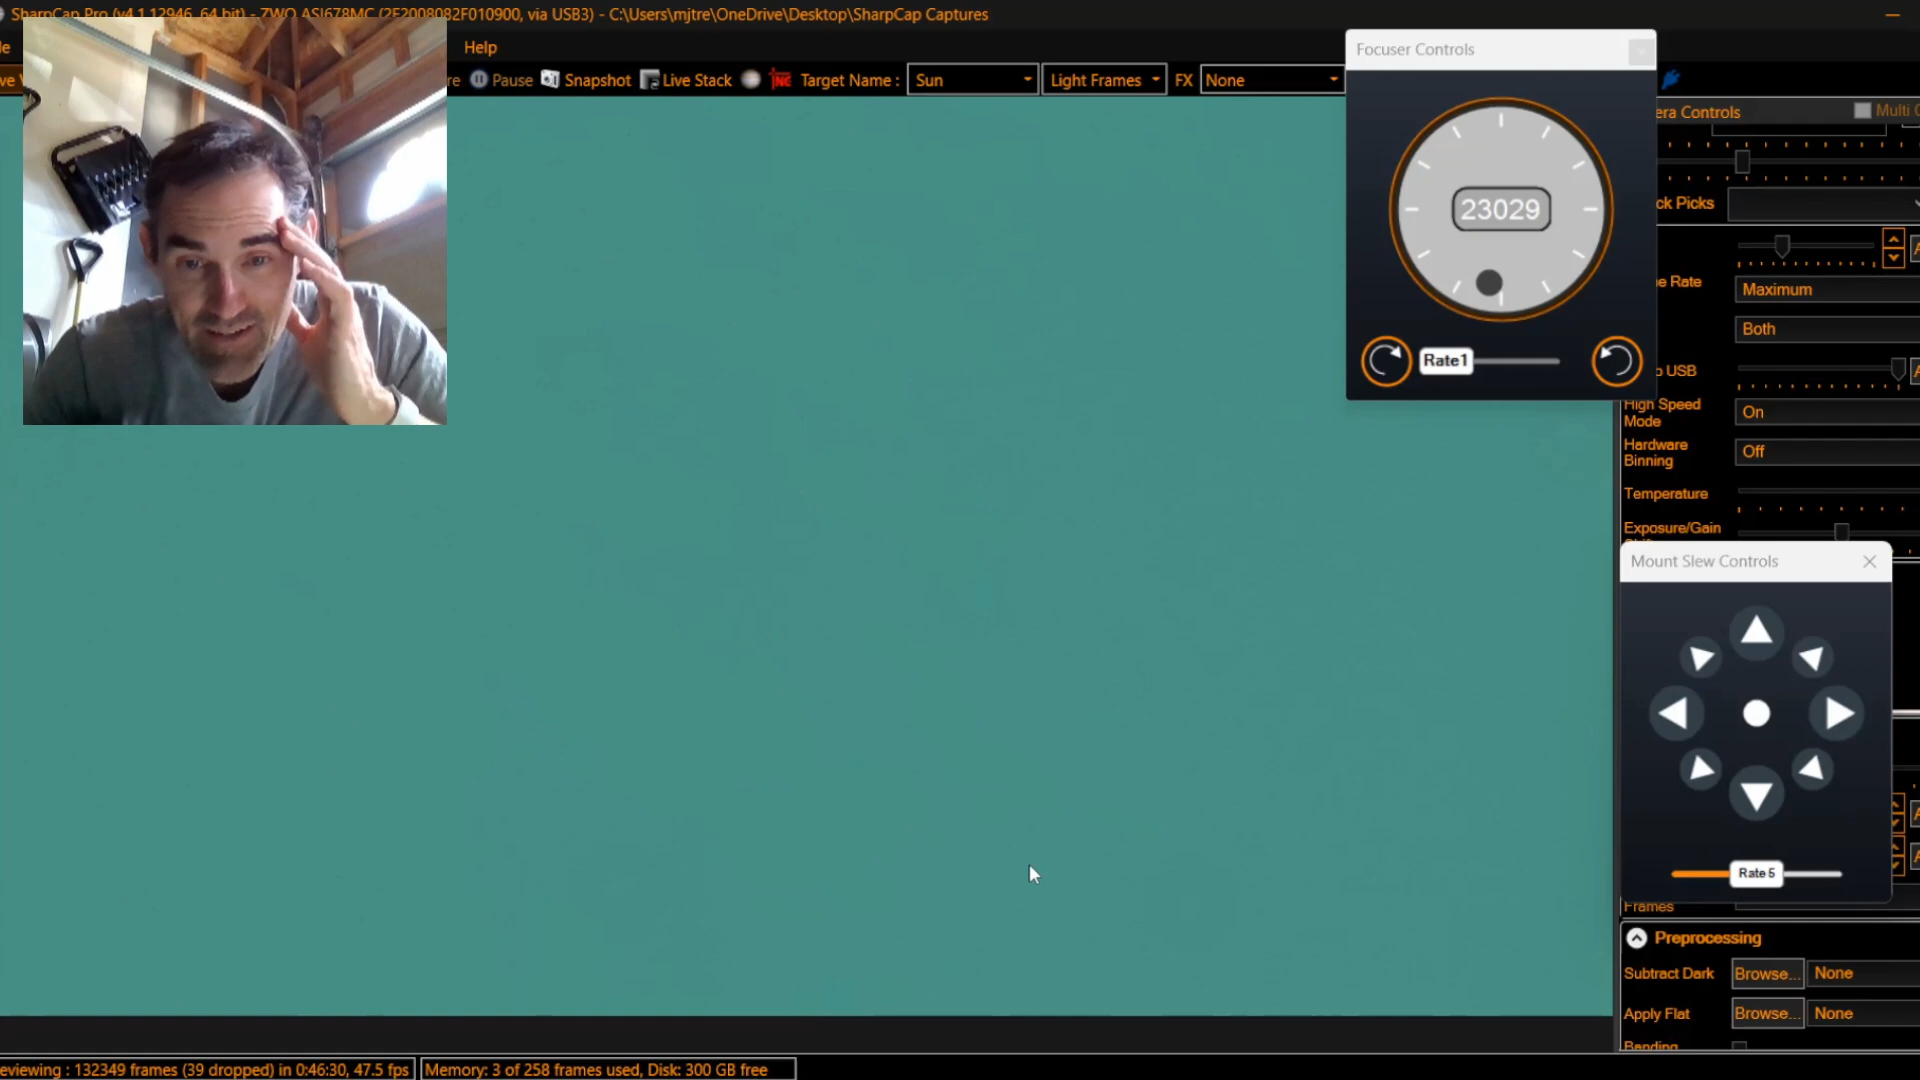 SharpCap Pro (v4.1.12946, 64 bit) - ZWO ASI678MC (2F2008082F010900, via USB3) - C:\Users\mjtre\OneDrive\Desktop\SharpCap Captures
Help
Pause
Snapshot
Live Stack
Target Name :
Sun
Light Frames
FX
None
Focuser Controls
23029
Rate1
era Controls
Multi
ck Picks
e Rate
Maximum
Both
o USB
High Speed
Mode
On
Hardware
Binning
Off
Temperature
Exposure/Gain
Mount Slew Controls
Rate 5
Frames
Preprocessing
Subtract Dark
Browse...
None
Apply Flat
Browse...
None
Banding
eviewing : 132349 frames (39 dropped) in 0:46:30, 47.5 fps
Memory: 3 of 258 frames used, Disk: 300 GB free